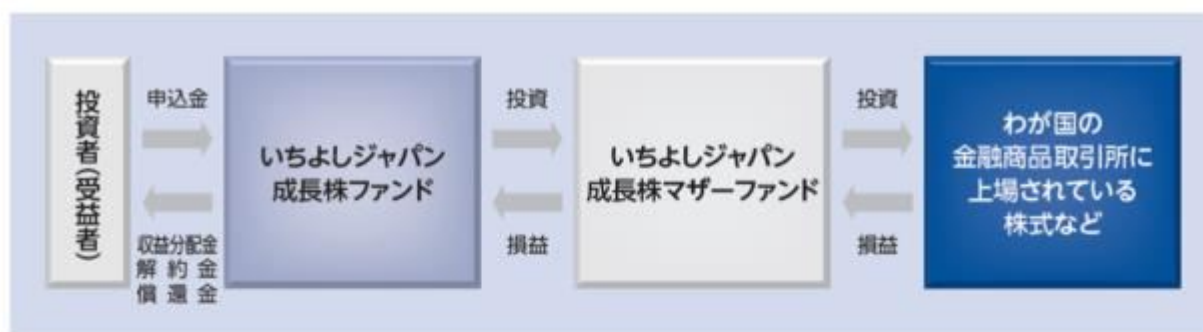 投資者(受益者)
申込金
収益分配金
解約金
償還金
いちよしジャパン
成長株ファンド
投資
損益
いちよしジャパン
成長株マザーファンド
投資
損益
わが国の
金融商品取引所に
上場されている
株式など